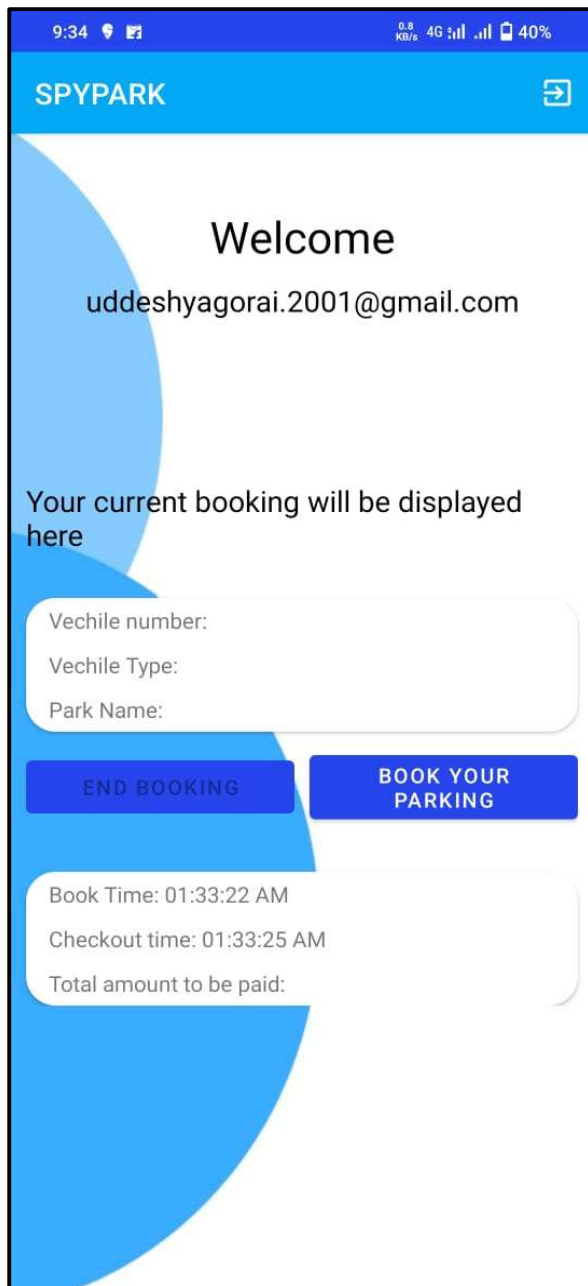 9:34 0.8 KB/s 4G 40%
SPYPARK
Welcome
uddeshyagorai.2001@gmail.com
Your current booking will be displayed
here
Vechile number:
Vechile Type:
Park Name:
END BOOKING
BOOK YOUR
PARKING
Book Time: 01:33:22 AM
Checkout time: 01:33:25 AM
Total amount to be paid: